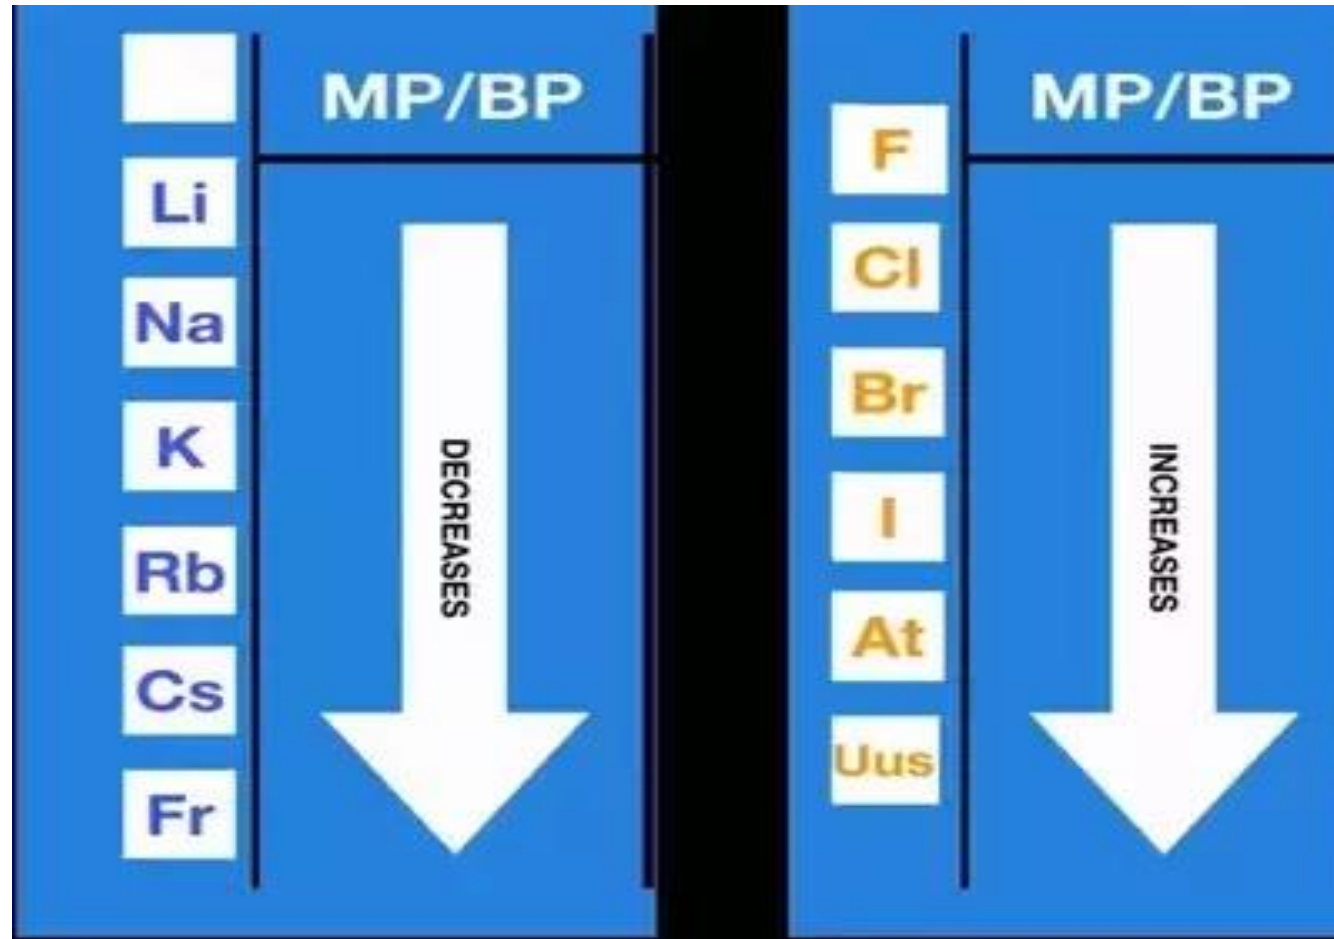 MP/BP
Li
Na
K
Rb
Cs
Fr
DECREASES
MP/BP
F
Cl
Br
I
At
Uus
INCREASES